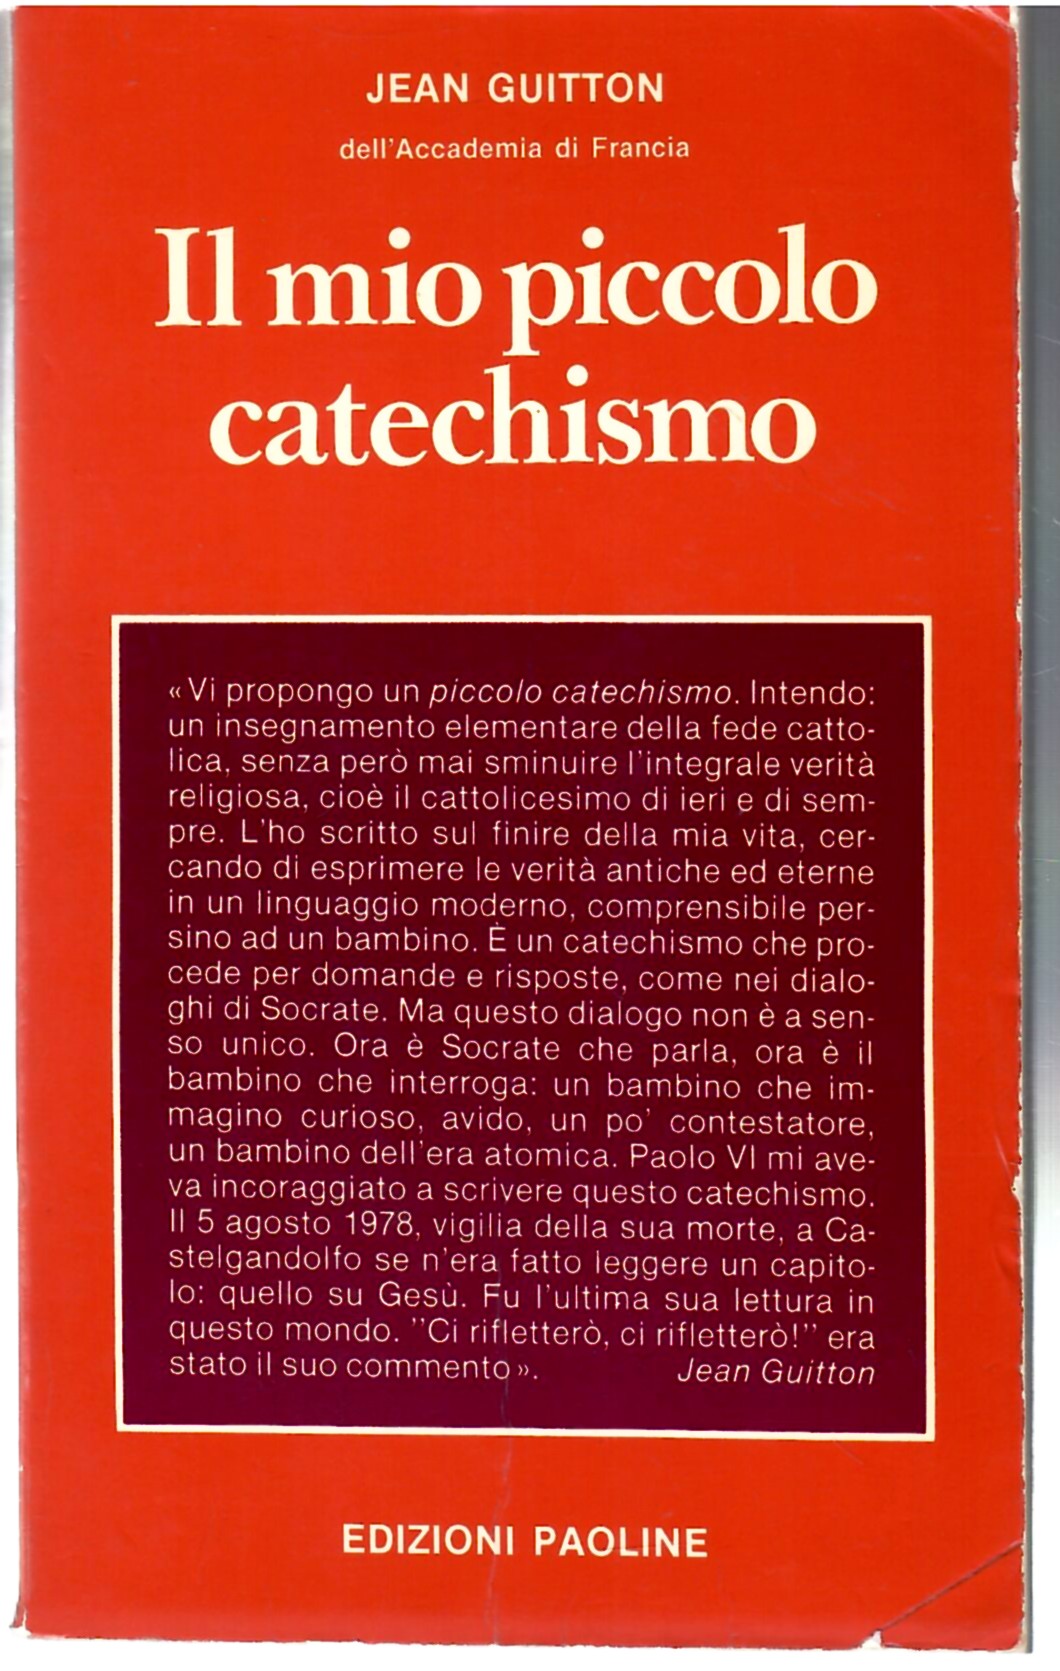 JEAN GUITTON
dell'Accademia di Francia
Il mio piccolo
catechismo
« Vi propongo un piccolo catechismo. Intendo:
un insegnamento elementare della fede catto-
lica, senza però mai sminuire l'integrale verità
religiosa, cioè il cattolicesimo di ieri e di sem-
pre. L'ho scritto sul finire della mia vita, cer-
cando di esprimere le verità antiche ed eterne
in un linguaggio moderno, comprensibile per-
sino ad un bambino. È un catechismo che pro-
cede per domande e risposte, come nei dialo-
ghi di Socrate. Ma questo dialogo non è a sen-
so unico. Ora è Socrate che parla, ora è il
bambino che interroga: un bambino che im-
magino curioso, avido, un po' contestatore,
un bambino dell'era atomica. Paolo VI mi ave-
va incoraggiato a scrivere questo catechismo.
Il 5 agosto 1978, vigilia della sua morte, a Ca-
stelgandolfo se n'era fatto leggere un capito-
lo: quello su Gesù. Fu l'ultima sua lettura in
questo mondo. "Ci rifletterò, ci rifletterò!" era
stato il suo commento ». Jean Guitton
EDIZIONI PAOLINE